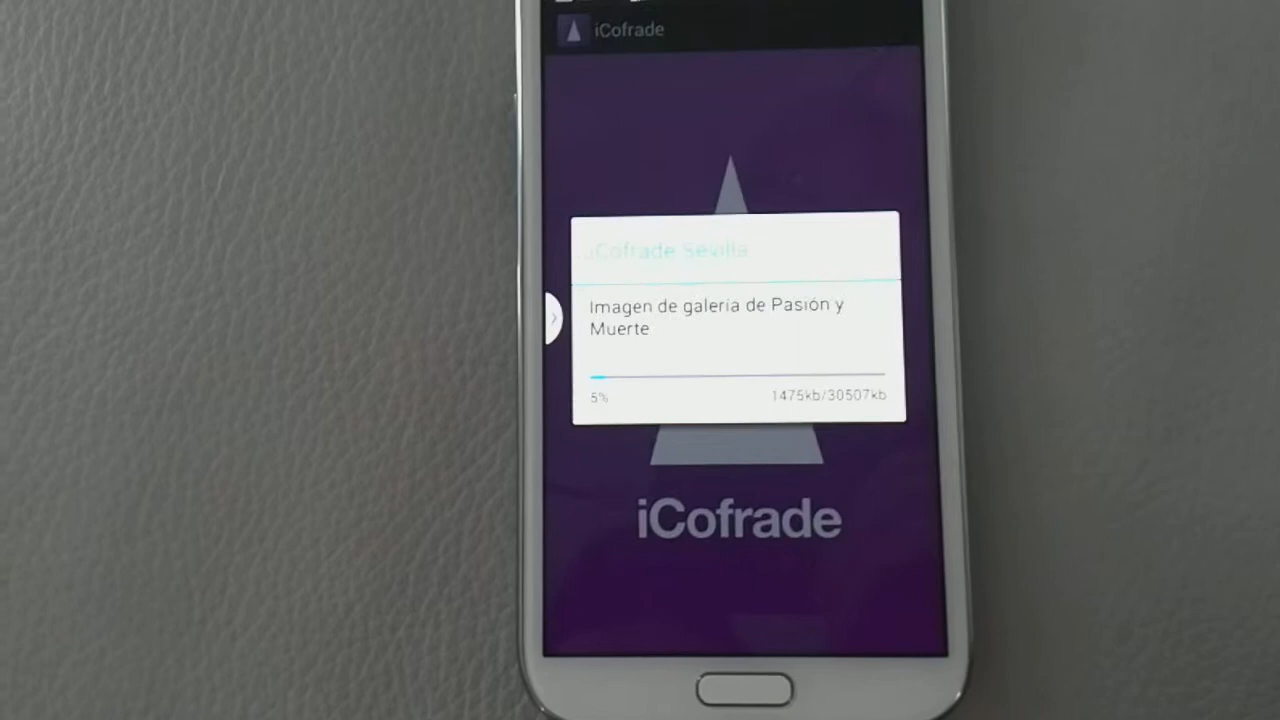 iCofrade
iCofrade Sevilla
Imagen de galería de Pasión y
Muerte
5% 1475kb/30507kb
iCofrade